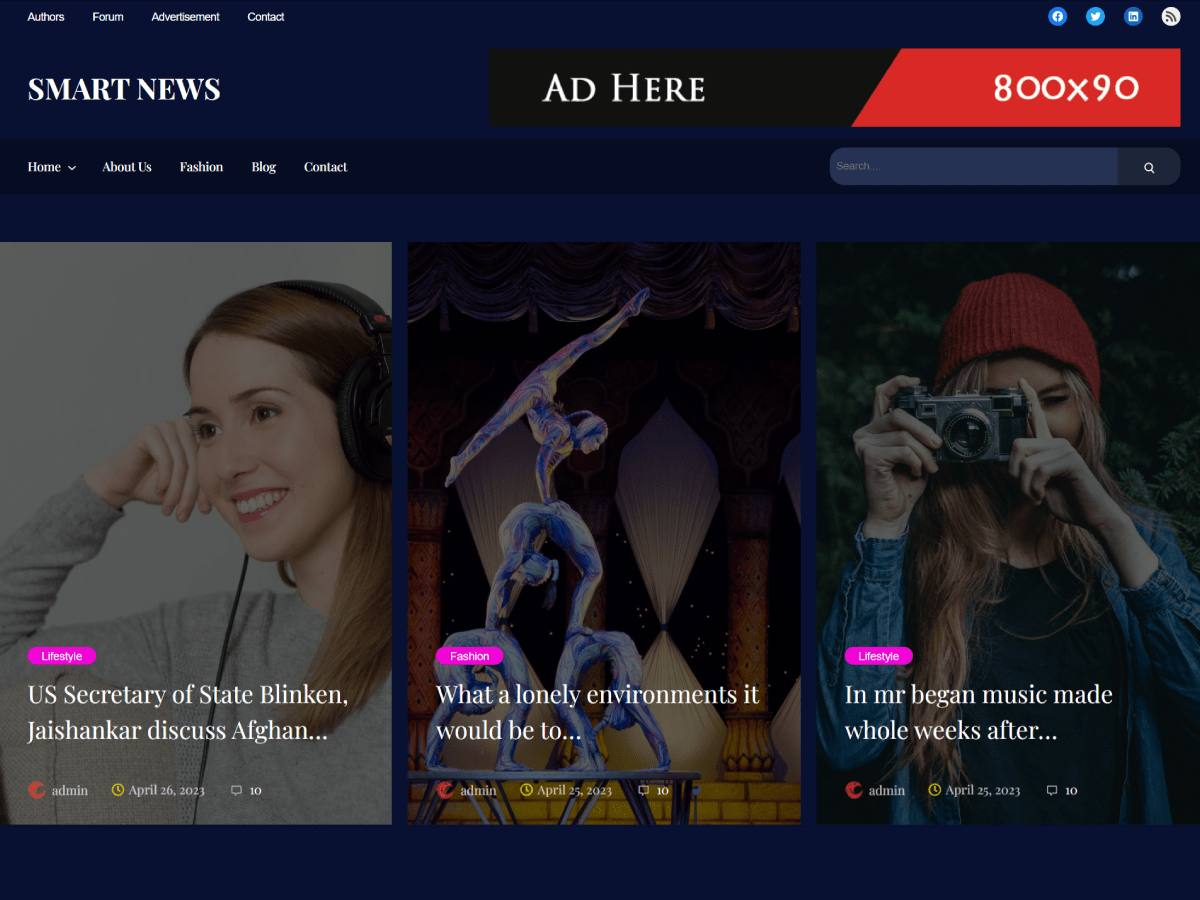 Authors Forum Advertisement Contact
SMART NEWS
AD HERE 800x90
Home About Us Fashion Blog Contact
Search....
Lifestyle
US Secretary of State Blinken,
Jaishankar discuss Afghan...
admin April 26, 2023 10
Fashion
What a lonely environments it
would be to...
admin April 25, 2023 10
Lifestyle
In mr began music made
whole weeks after...
admin April 25, 2023 10